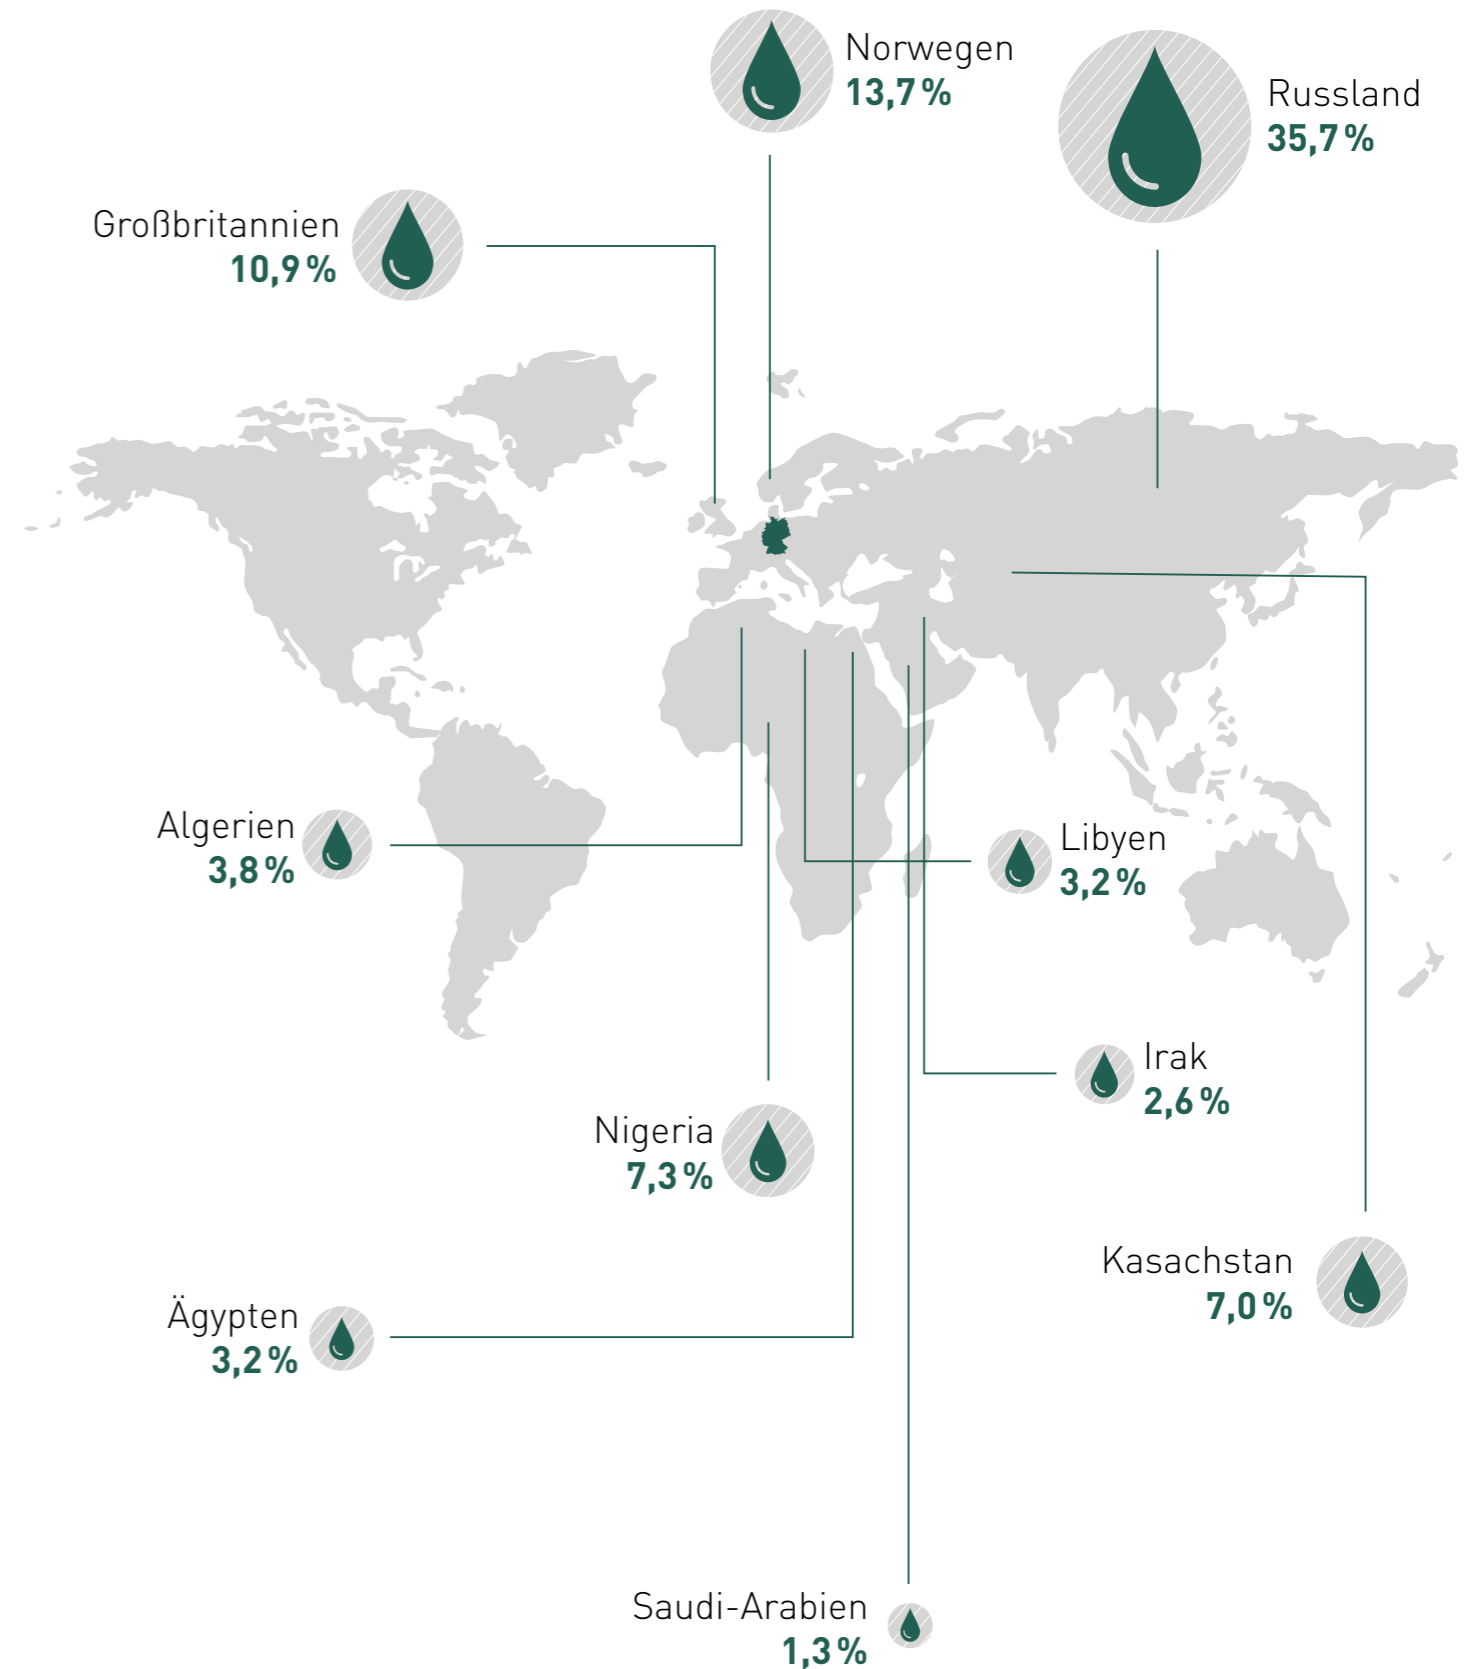 Norwegen
13,7 %
Russland
35,7 %
Großbritannien
10,9 %
Algerien
3,8 %
Libyen
3,2 %
Irak
2,6 %
Nigeria
7,3 %
Kasachstan
7,0 %
Ägypten
3,2 %
Saudi-Arabien
1,3 %